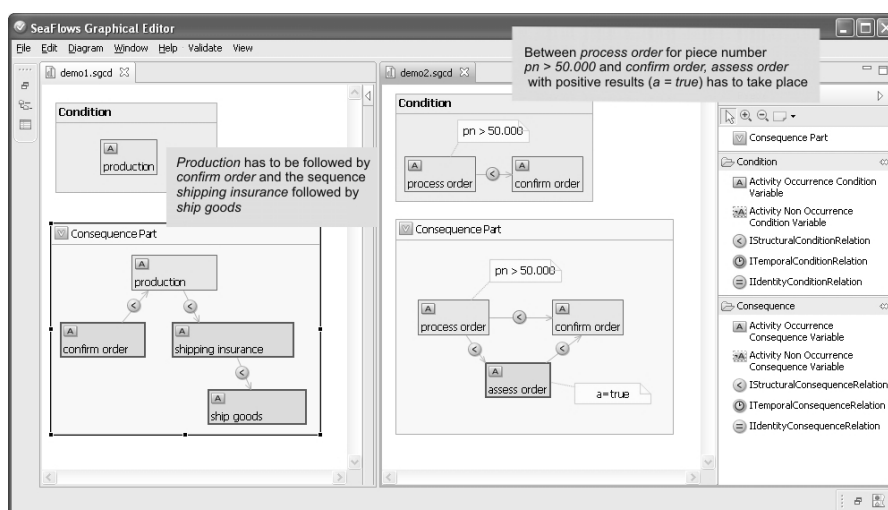 SeaFlows Graphical Editor
File Edit Diagram Window Help Validate View
demo1.sgcd
Condition
A
production
Production has to be followed by
confirm order and the sequence
shipping insurance followed by
ship goods
Consequence Part
A
production
<
<
A
confirm order
A
shipping insurance
<
A
ship goods
demo2.sgcd
Between process order for piece number
pn > 50.000 and confirm order, assess order
with positive results (a = true) has to take place
Condition
pn > 50.000
A
process order
<
A
confirm order
Consequence Part
pn > 50.000
A
process order
<
A
confirm order
<
<
A
assess order
a=true
Consequence Part
Condition
A Activity Occurrence Condition
Variable
A Activity Non Occurrence
Condition Variable
< IStructuralConditionRelation
ITemporalConditionRelation
= IIdentityConditionRelation
Consequence
A Activity Occurrence
Consequence Variable
A Activity Non Occurrence
Consequence Variable
< IStructuralConsequenceRelation
ITemporalConsequenceRelation
= IIdentityConsequenceRelation